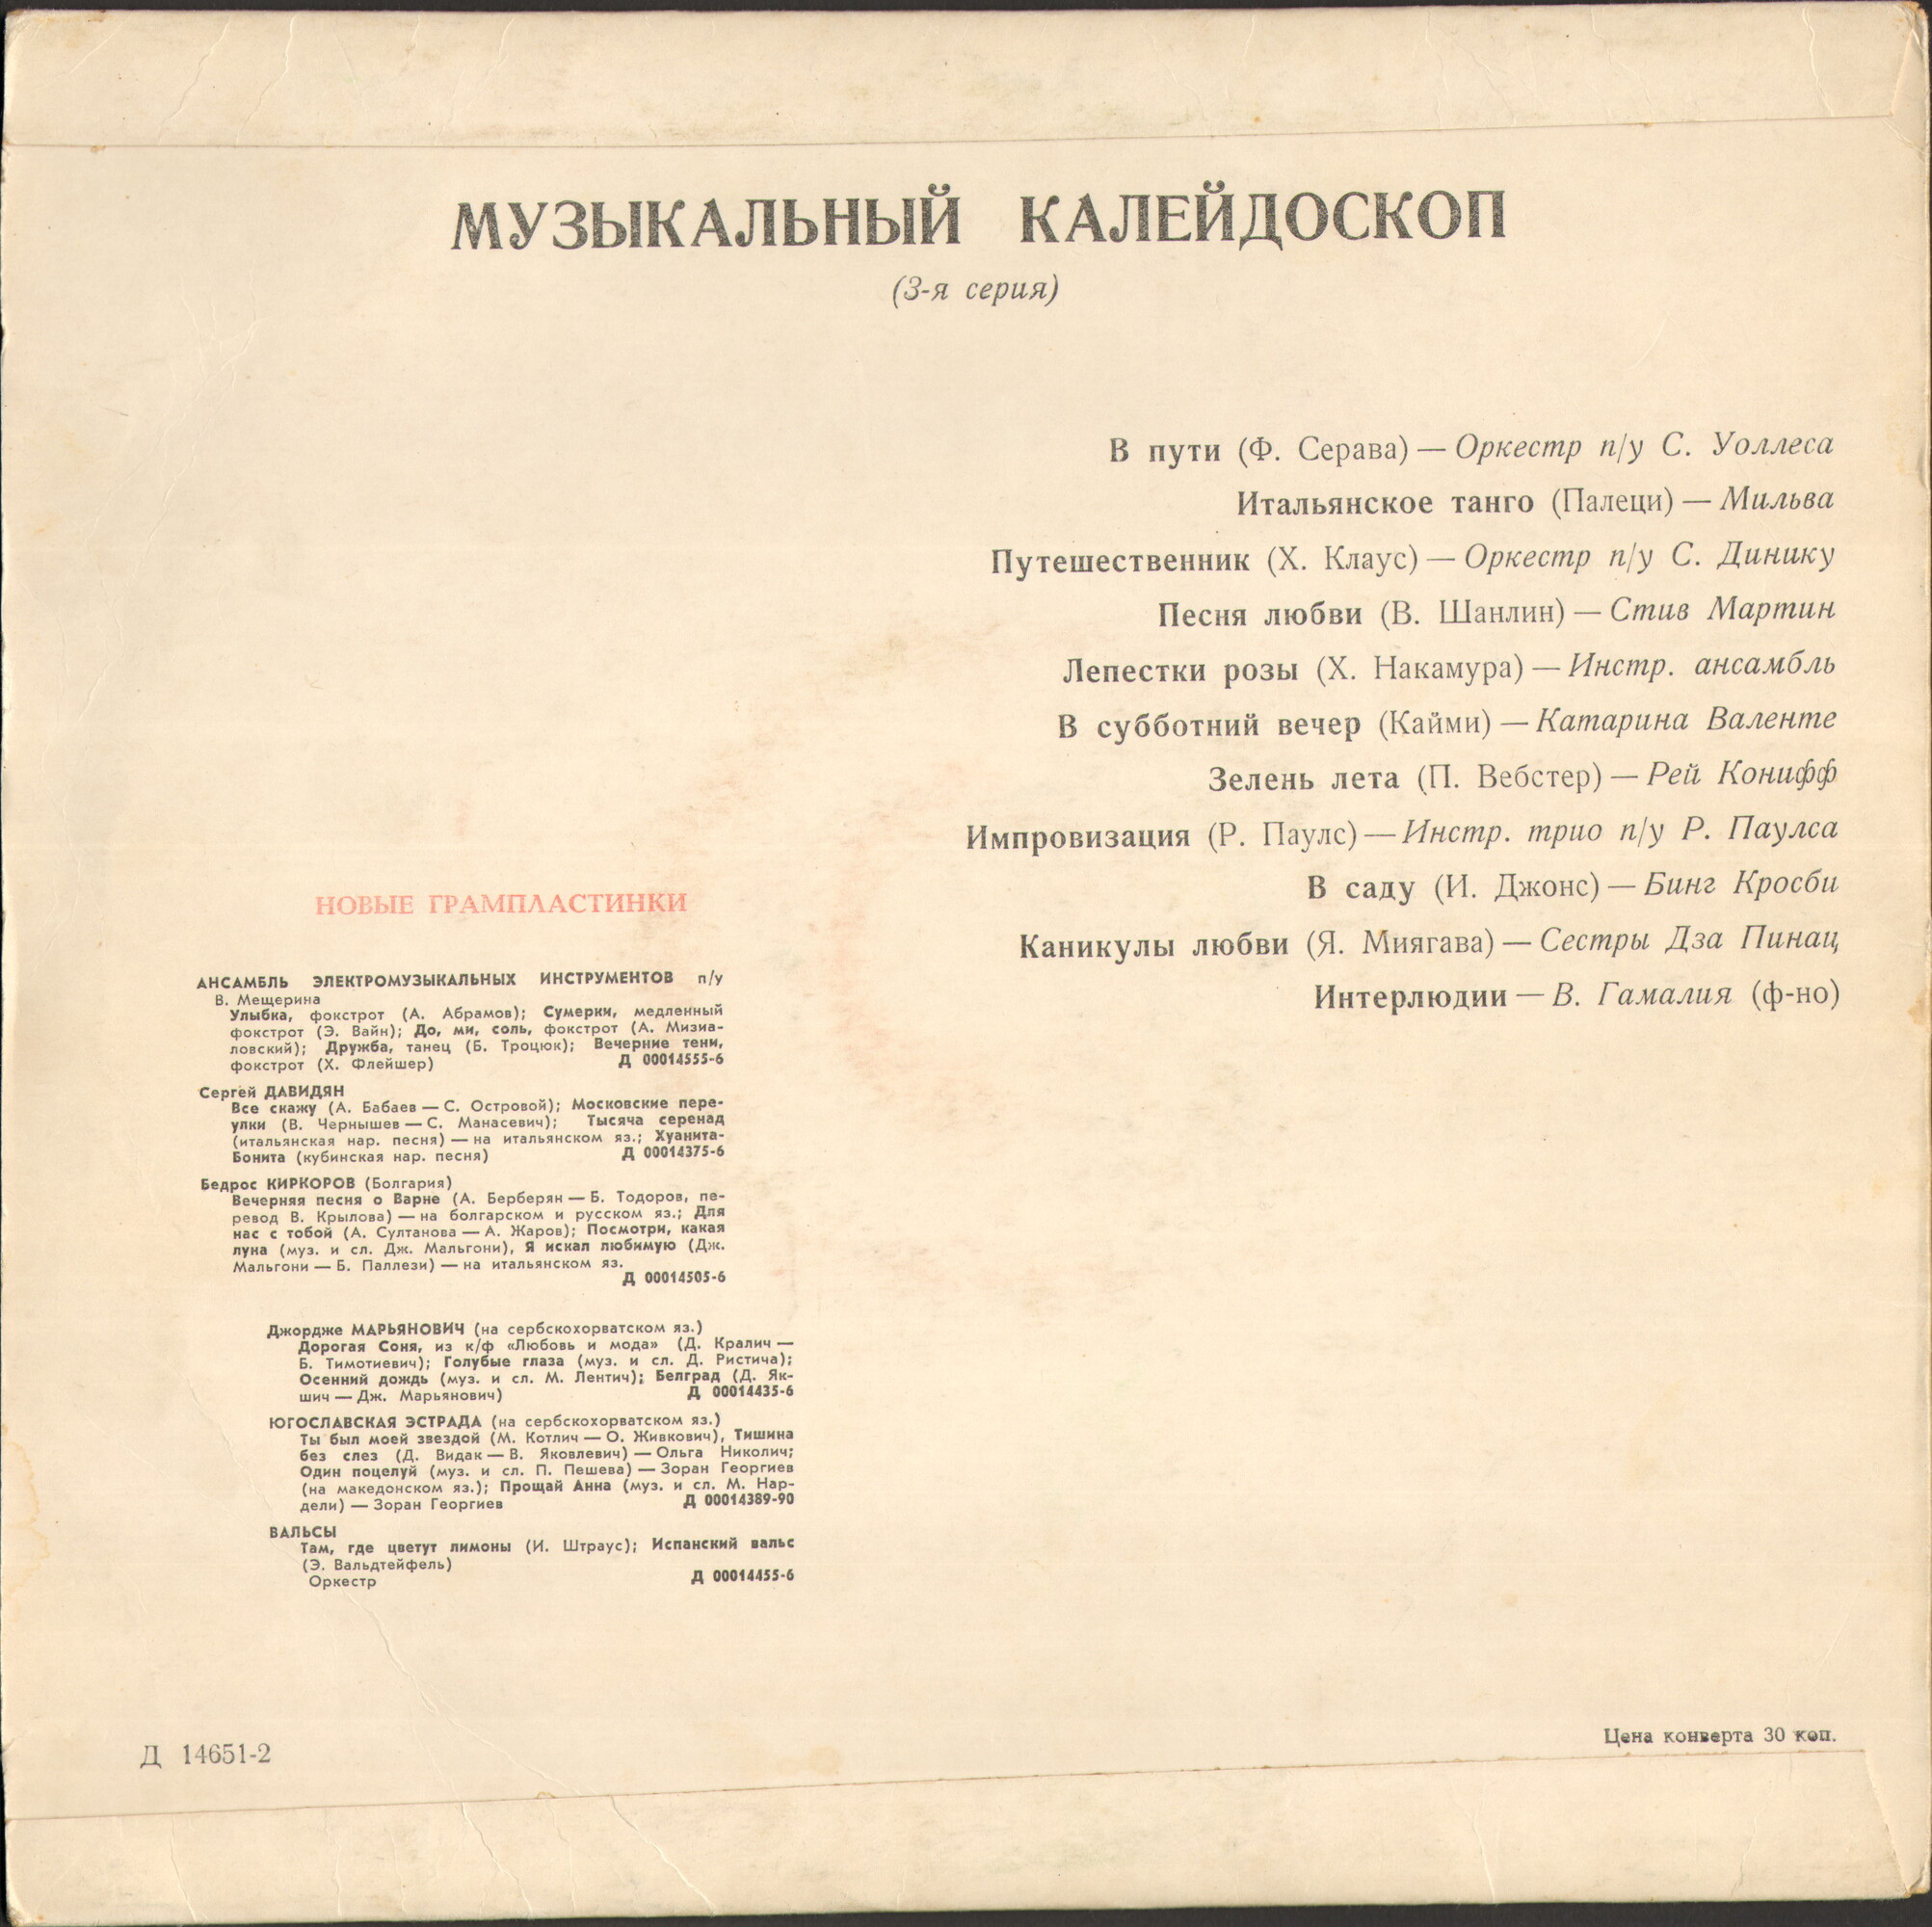 МУЗЫКАЛЬНЫЙ КАЛЕЙДОСКОП
(3-я серия)
В пути (Ф. Серава) — Оркестр п/у С. Уоллеса
Итальянское танго (Палеци) — Мильва
Путешественник (Х. Клаус) — Оркестр п/у С. Динику
Песня любви (В. Шанлин) — Стив Мартин
Лепестки розы (Х. Накамура) — Инстр. ансамбль
В субботний вечер (Кайми) — Катарина Валенте
Зелень лета (П. Вебстер) — Рей Конифф
Импровизация (Р. Паулс) — Инстр. трио п/у Р. Паулса
В саду (И. Джонс) — Бинг Кросби
Каникулы любви (Я. Миягава) — Сестры Дза Пинац
Интерлюдии — В. Гамалия (ф-но)
НОВЫЕ ГРАМПЛАСТИНКИ
АНСАМБЛЬ ЭЛЕКТРОМУЗЫКАЛЬНЫХ ИНСТРУМЕНТОВ п/у
В. Мещерина
Улыбка, фокстрот (А. Абрамов); Сумерки, медленный
фокстрот (Э. Вайн); До, ми, соль, фокстрот (А. Мизиа-
ловский); Дружба, танец (Б. Троцюк); Вечерние тени,
фокстрот (Х. Флейшер) Д 00014555-6
Сергей ДАВИДЯН
Все скажу (А. Бабаев — С. Островой); Московские пере-
улки (В. Чернышев — С. Манасевич); Тысяча серенад
(итальянская нар. песня) — на итальянском яз.; Хуанита-
Бонита (кубинская нар. песня) Д 00014375-6
Бедрос КИРКОРОВ (Болгария)
Вечерняя песня о Варне (А. Берберян — Б. Тодоров, пе-
ревод В. Крылова) — на болгарском и русском яз.; Для
нас с тобой (А. Султанова — А. Жаров); Посмотри, какая
луна (муз. и сл. Дж. Мальгони), Я искал любимую (Дж.
Мальгони — Б. Паллези) — на итальянском яз.
Д 00014505-6
Джордже МАРЬЯНОВИЧ (на сербскохорватском яз.)
Дорогая Соня, из к/ф «Любовь и мода» (Д. Кралич —
Б. Тимотиевич); Голубые глаза (муз. и сл. Д. Ристича);
Осенний дождь (муз. и сл. М. Лентич); Белград (Д. Як-
шич — Дж. Марьянович) Д 00014435-6
ЮГОСЛАВСКАЯ ЭСТРАДА (на сербскохорватском яз.)
Ты был моей звездой (М. Котлич — О. Живкович), Тишина
без слез (Д. Видак — В. Яковлевич) — Ольга Николич;
Один поцелуй (муз. и сл. П. Пешева) — Зоран Георгиев
(на македонском яз.); Прощай Анна (муз. и сл. М. Нар-
дели) — Зоран Георгиев Д 00014389-90
ВАЛЬСЫ
Там, где цветут лимоны (И. Штраус); Испанский вальс
(Э. Вальдтейфель)
Оркестр Д 00014455-6
Д 14651-2
Цена конверта 30 коп.